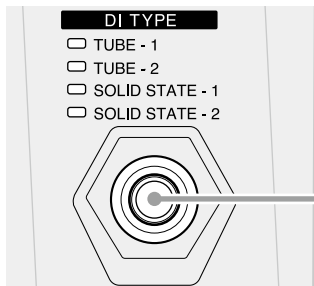 DI TYPE
TUBE - 1
TUBE - 2
SOLID STATE - 1
SOLID STATE - 2